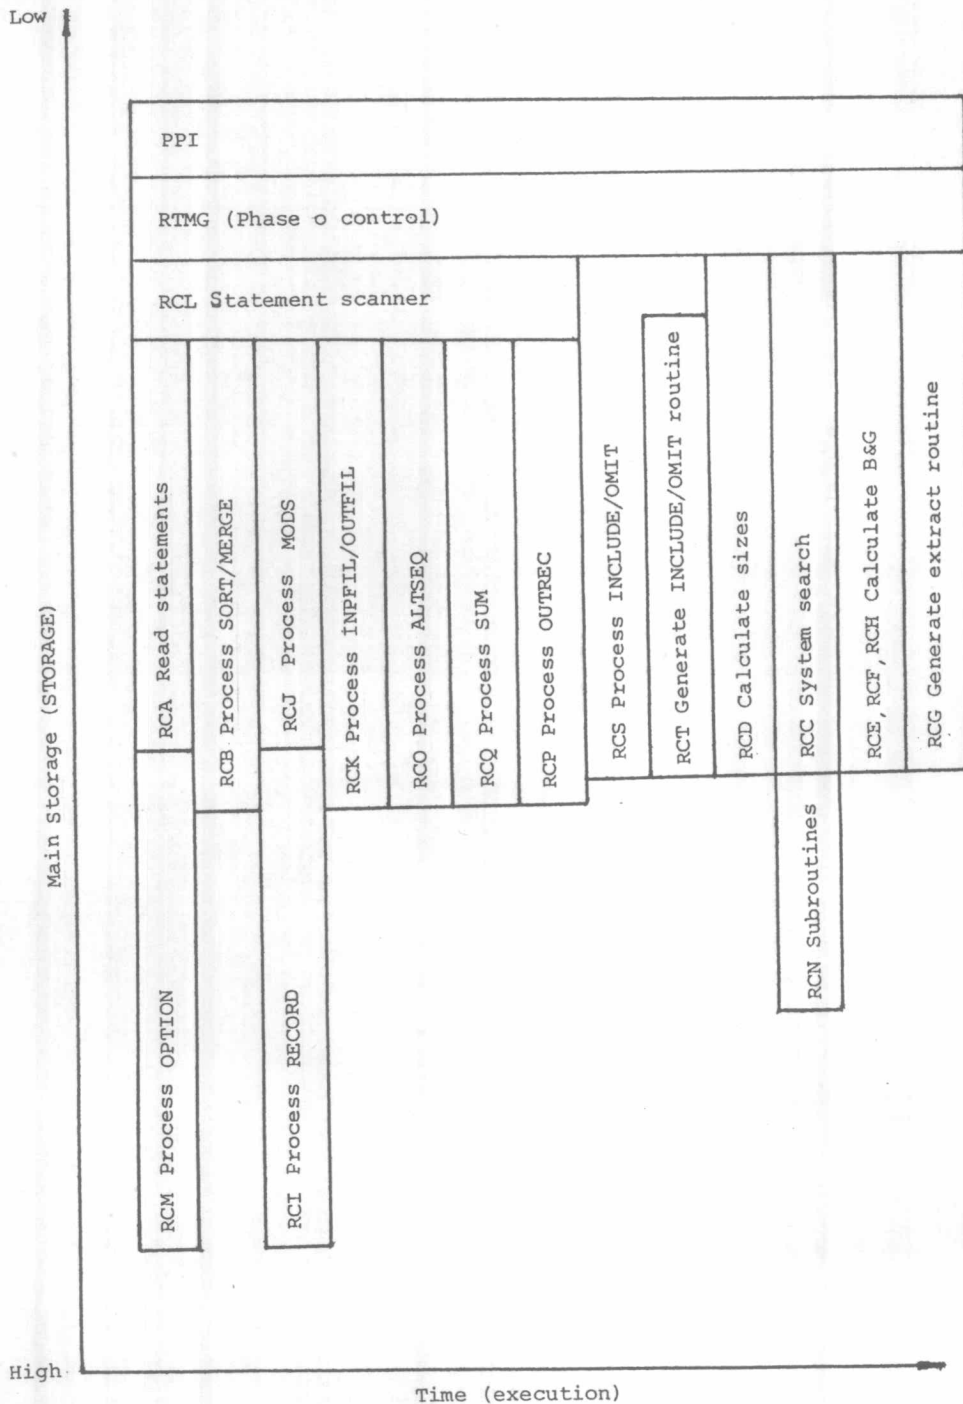 Low
PPI
RTMG (Phase o control)
RCL Statement scanner
RCA Read statements
RCM Process OPTION
RCB Process SORT/MERGE
RCJ Process MODS
RCI Process RECORD
RCK Process INPFIL/OUTFIL
RCO Process ALTSEQ
RCQ Process SUM
RCP Process OUTREC
RCS Process INCLUDE/OMIT
RCT Generate INCLUDE/OMIT routine
RCD Calculate sizes
RCC System search
RCN Subroutines
RCE, RCF, RCH Calculate B&G
RCG Generate extract routine
Main Storage (STORAGE)
High
Time (execution)